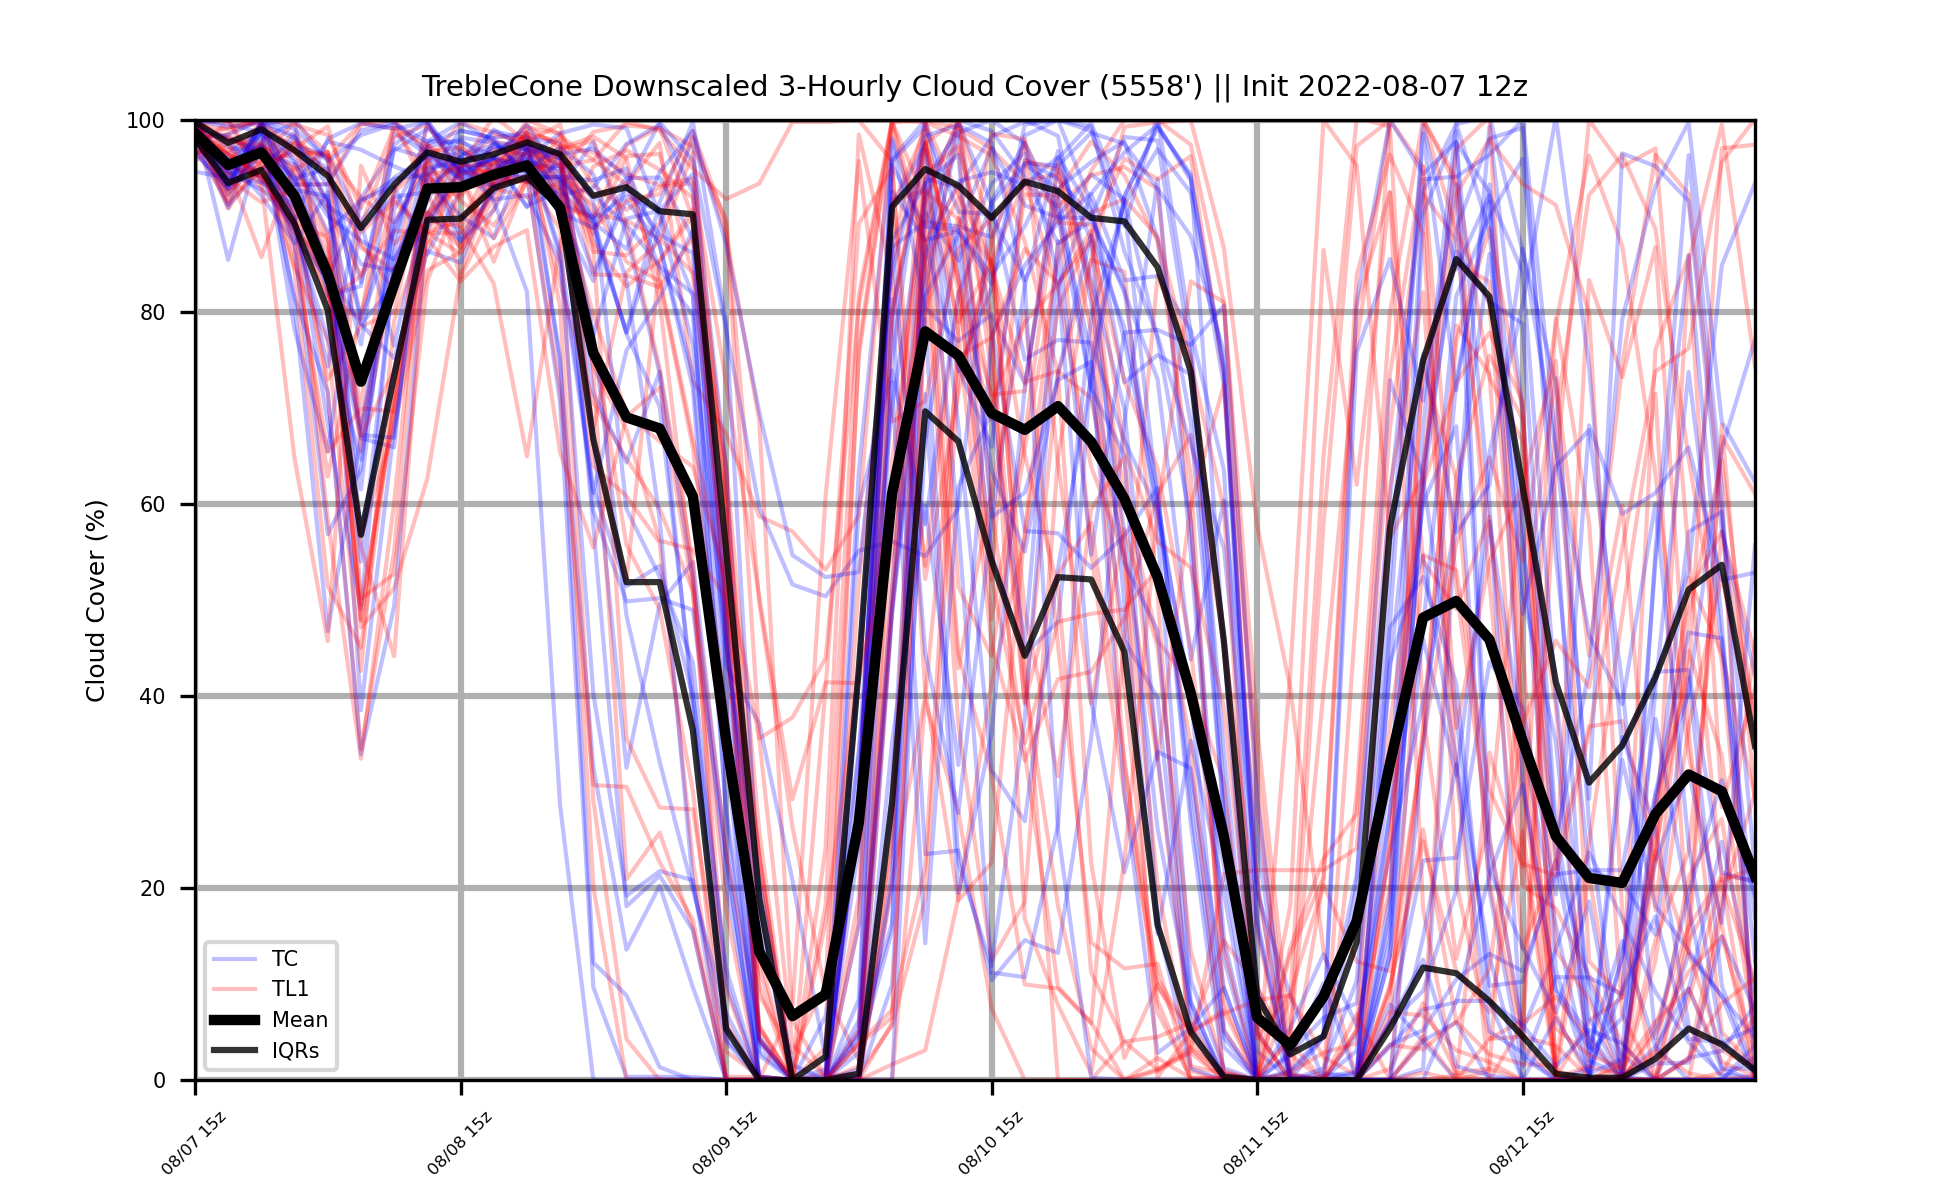 TrebleCone Downscaled 3-Hourly Cloud Cover (5558') || Init 2022-08-07 12z
Cloud Cover (%)
100
80
60
40
20
0
TC
TL1
Mean
IQRs
08/07 15z
08/08 15z
08/09 15z
08/10 15z
08/11 15z
08/12 15z